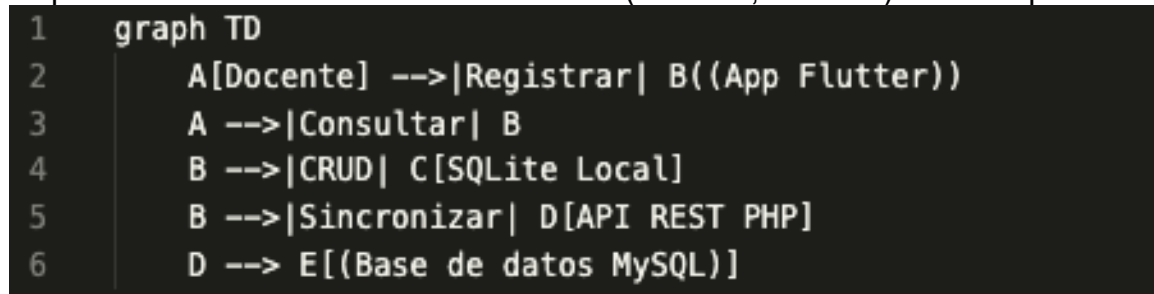 1 graph TD
2 A[Docente] -->|Registrar| B((App Flutter))
3 A -->|Consultar| B
4 B -->|CRUD| C[SQLite Local]
5 B -->|Sincronizar| D[API REST PHP]
6 D --> E[(Base de datos MySQL)]